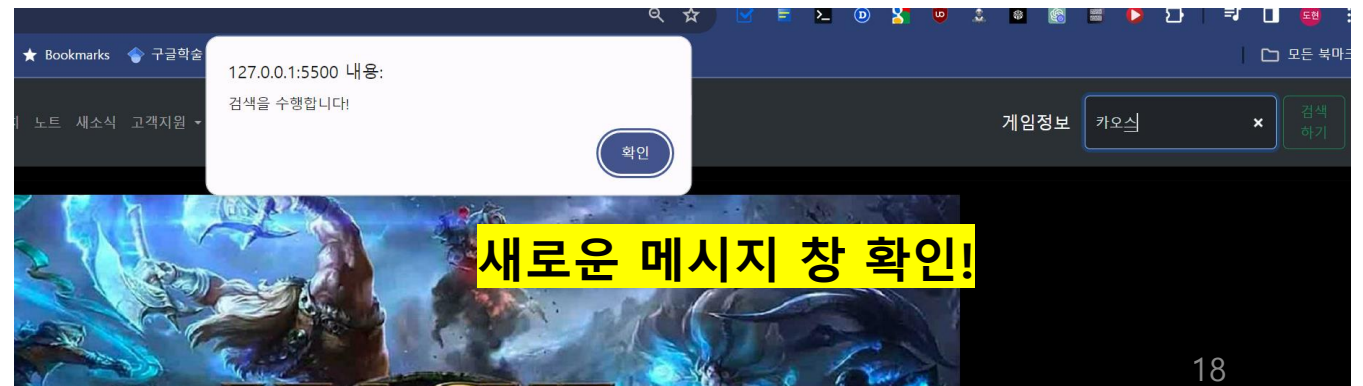 도현
Bookmarks 구글학술
모든 북마크
127.0.0.1:5500 내용:
검색을 수행합니다!
확인
노트 새소식 고객지원
게임정보 카오스
검색
하기
새로운 메시지 창 확인!
18